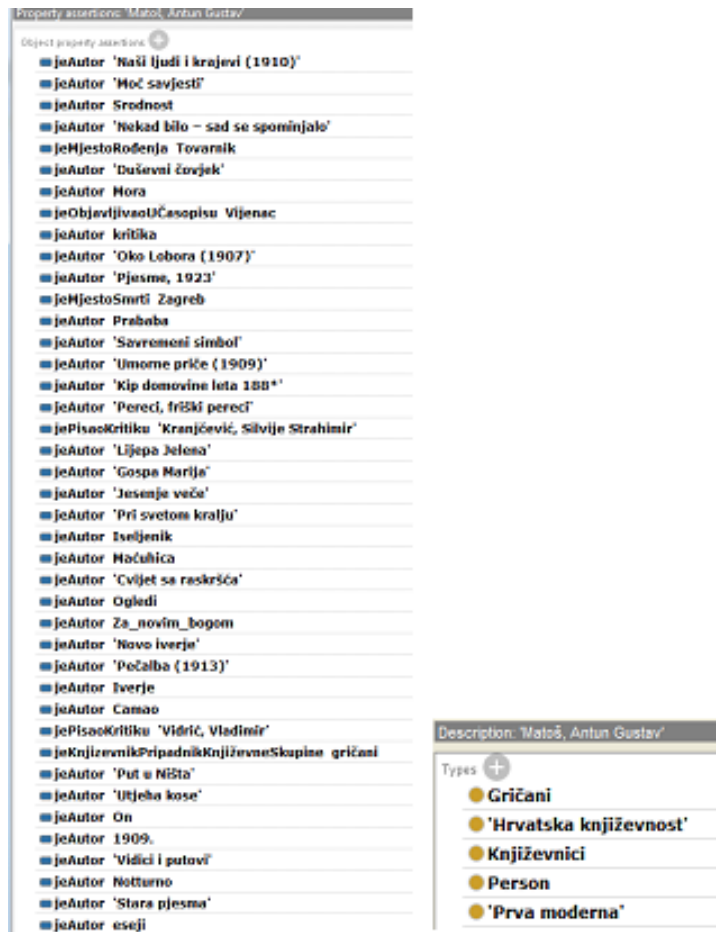 Property assertions: 'Matoš, Antun Gustav'
Object property assertions
jeAutor 'Naši ljudi i krajevi (1910)'
jeAutor 'Moć savjesti'
jeAutor Srodnost
jeAutor 'Nekad bilo – sad se spominjalo'
jeMjestoRođenja Tovarnik
jeAutor 'Duševni čovjek'
jeAutor Mora
jeObjavljivaoUČasopisu Vijenac
jeAutor kritika
jeAutor 'Oko Lobora (1907)'
jeAutor 'Pjesme, 1923'
jeMjestoSmrti Zagreb
jeAutor Prababa
jeAutor 'Savremeni simbol'
jeAutor 'Umorne priče (1909)'
jeAutor 'Kip domovine leta 188*'
jeAutor 'Pereci, friški pereci'
jePisaoKritiku 'Kranjčević, Silvije Strahimir'
jeAutor 'Lijepa Jelena'
jeAutor 'Gospa Marija'
jeAutor 'Jesenje veče'
jeAutor 'Pri svetom kralju'
jeAutor Iseljenik
jeAutor Maćuhica
jeAutor 'Cvijet sa raskršća'
jeAutor Ogledi
jeAutor Za_novim_bogom
jeAutor 'Novo iverje'
jeAutor 'Pečalba (1913)'
jeAutor Iverje
jeAutor Camao
jePisaoKritiku 'Vidrić, Vladimir'
jeKnjizevnikPripadnikKnjiževneSkupine gričani
jeAutor 'Put u Ništa'
jeAutor 'Utjeha kose'
jeAutor On
jeAutor 1909.
jeAutor 'Vidici i putovi'
jeAutor Notturno
jeAutor 'Stara pjesma'
jeAutor eseji
Description: 'Matoš, Antun Gustav'
Types
Gričani
'Hrvatska književnost'
Književnici
Person
'Prva moderna'